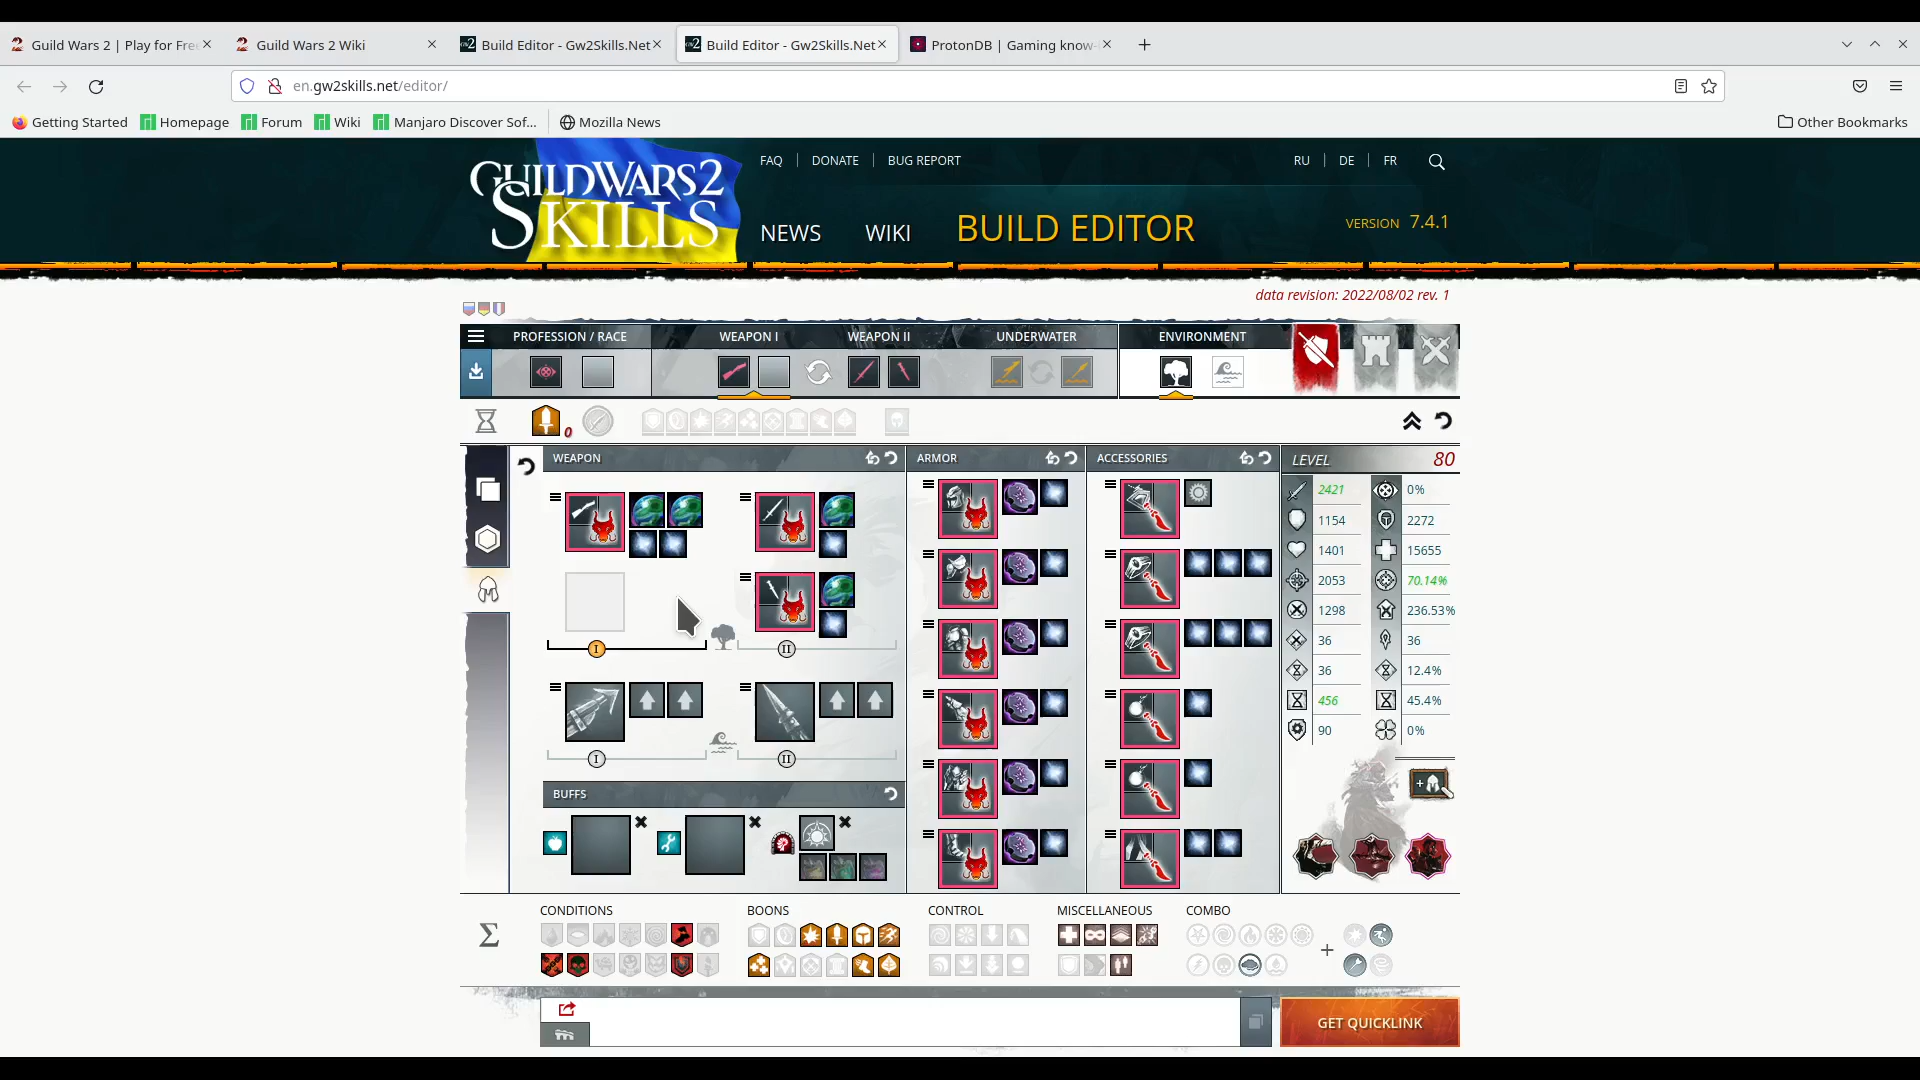 Guild Wars 2 | Play for Fre
Guild Wars 2 Wiki
Build Editor - Gw2Skills.Net
Build Editor - Gw2Skills.Net
ProtonDB | Gaming know-
en.gw2skills.net/editor/
Getting Started
Homepage
Forum
Wiki
Manjaro Discover Sof...
Mozilla News
Other Bookmarks
GUILDWARS2
SKILLS
FAQ
DONATE
BUG REPORT
RU
DE
FR
NEWS
WIKI
BUILD EDITOR
VERSION 7.4.1
data revision: 2022/08/02 rev. 1
PROFESSION / RACE
WEAPON I
WEAPON II
UNDERWATER
ENVIRONMENT
0
WEAPON
ARMOR
ACCESSORIES
LEVEL 80
2421 0%
1154 2272
1401 15655
2053 70.14%
1298 236.53%
36 36
36 12.4%
456 45.4%
90 0%
I
II
I
II
BUFFS
CONDITIONS
BOONS
CONTROL
MISCELLANEOUS
COMBO
Σ
+
GET QUICKLINK